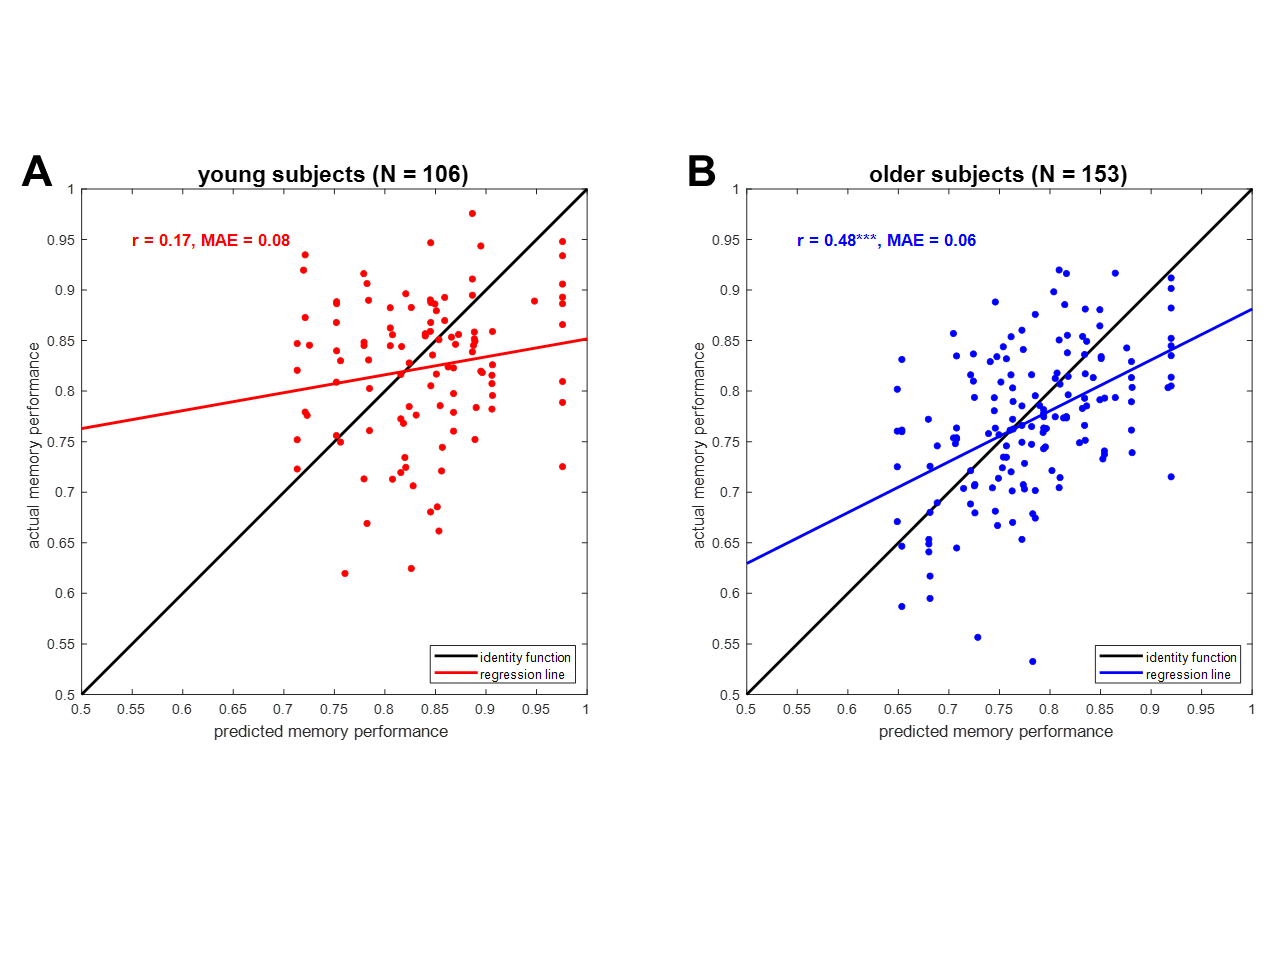 A
young subjects (N = 106)
r = 0.17, MAE = 0.08
1
0.95
0.9
0.85
0.8
0.75
0.7
0.65
0.6
0.55
0.5
actual memory performance
identity function
regression line
0.5 0.55 0.6 0.65 0.7 0.75 0.8 0.85 0.9 0.95 1
predicted memory performance
B
older subjects (N = 153)
r = 0.48***, MAE = 0.06
1
0.95
0.9
0.85
0.8
0.75
0.7
0.65
0.6
0.55
0.5
actual memory performance
identity function
regression line
0.5 0.55 0.6 0.65 0.7 0.75 0.8 0.85 0.9 0.95 1
predicted memory performance